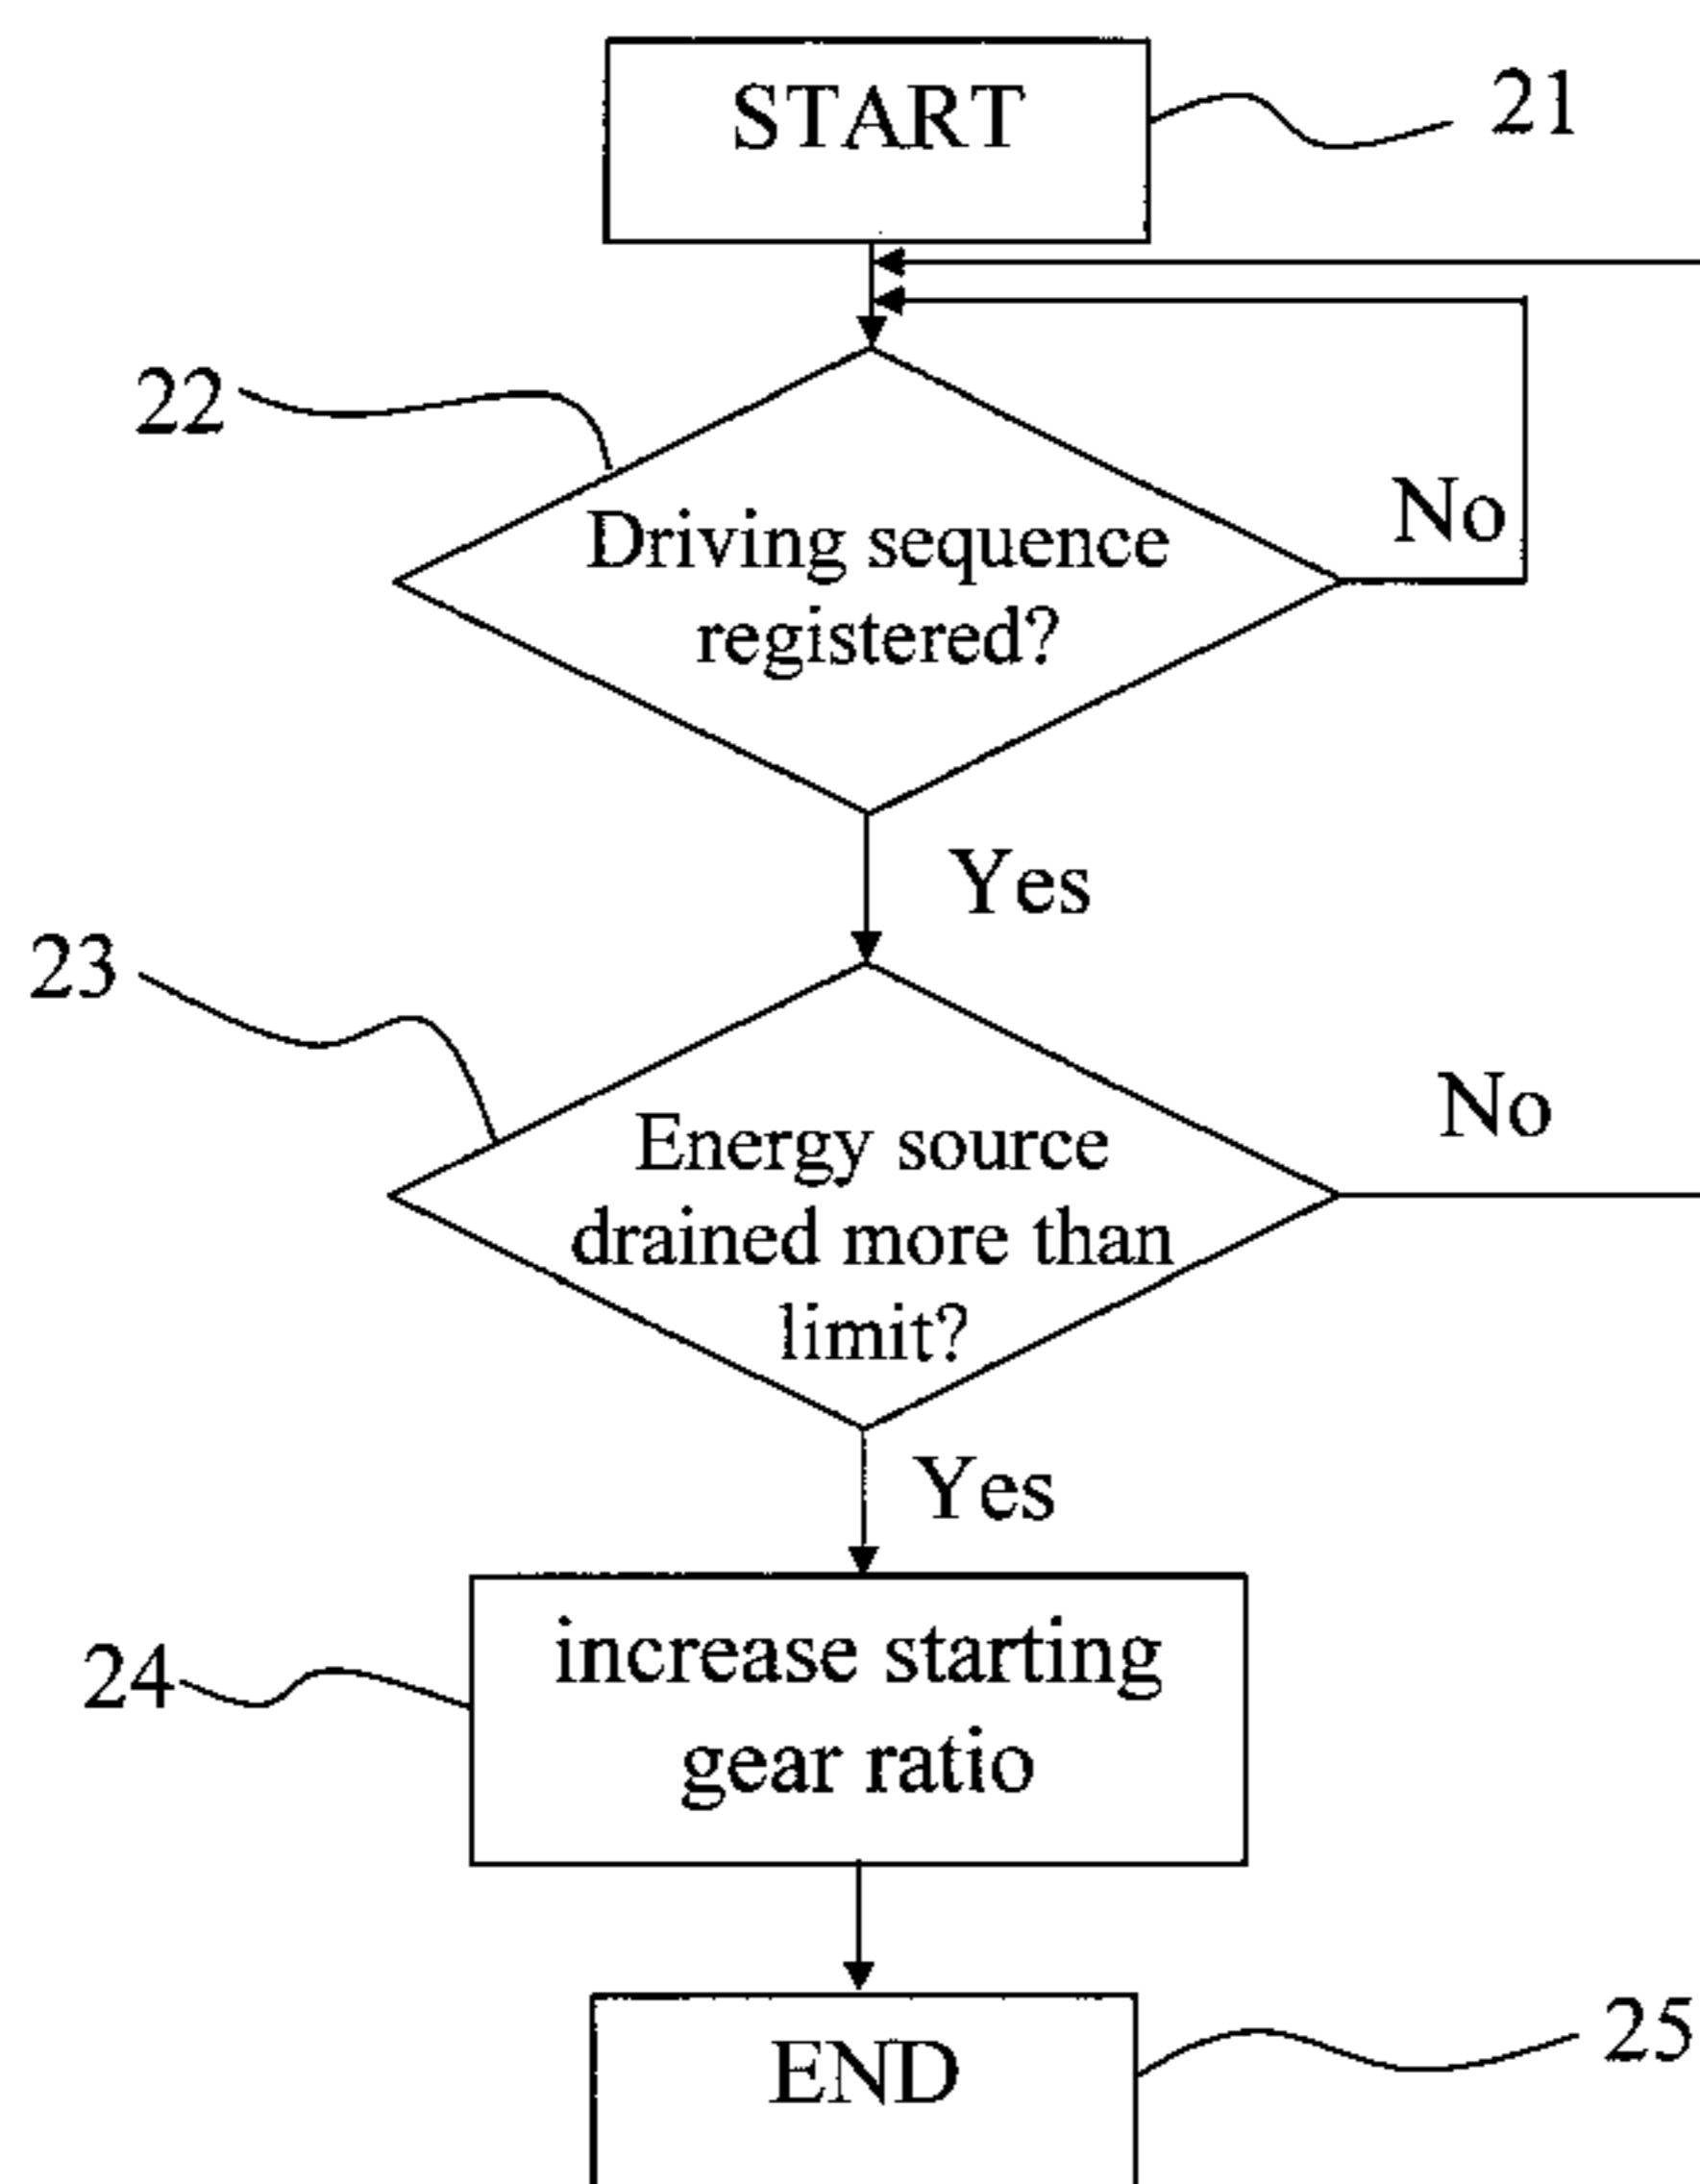 START
21
22
Driving sequence
registered?
No
Yes
23
Energy source
drained more than
limit?
No
Yes
24
increase starting
gear ratio
END
25